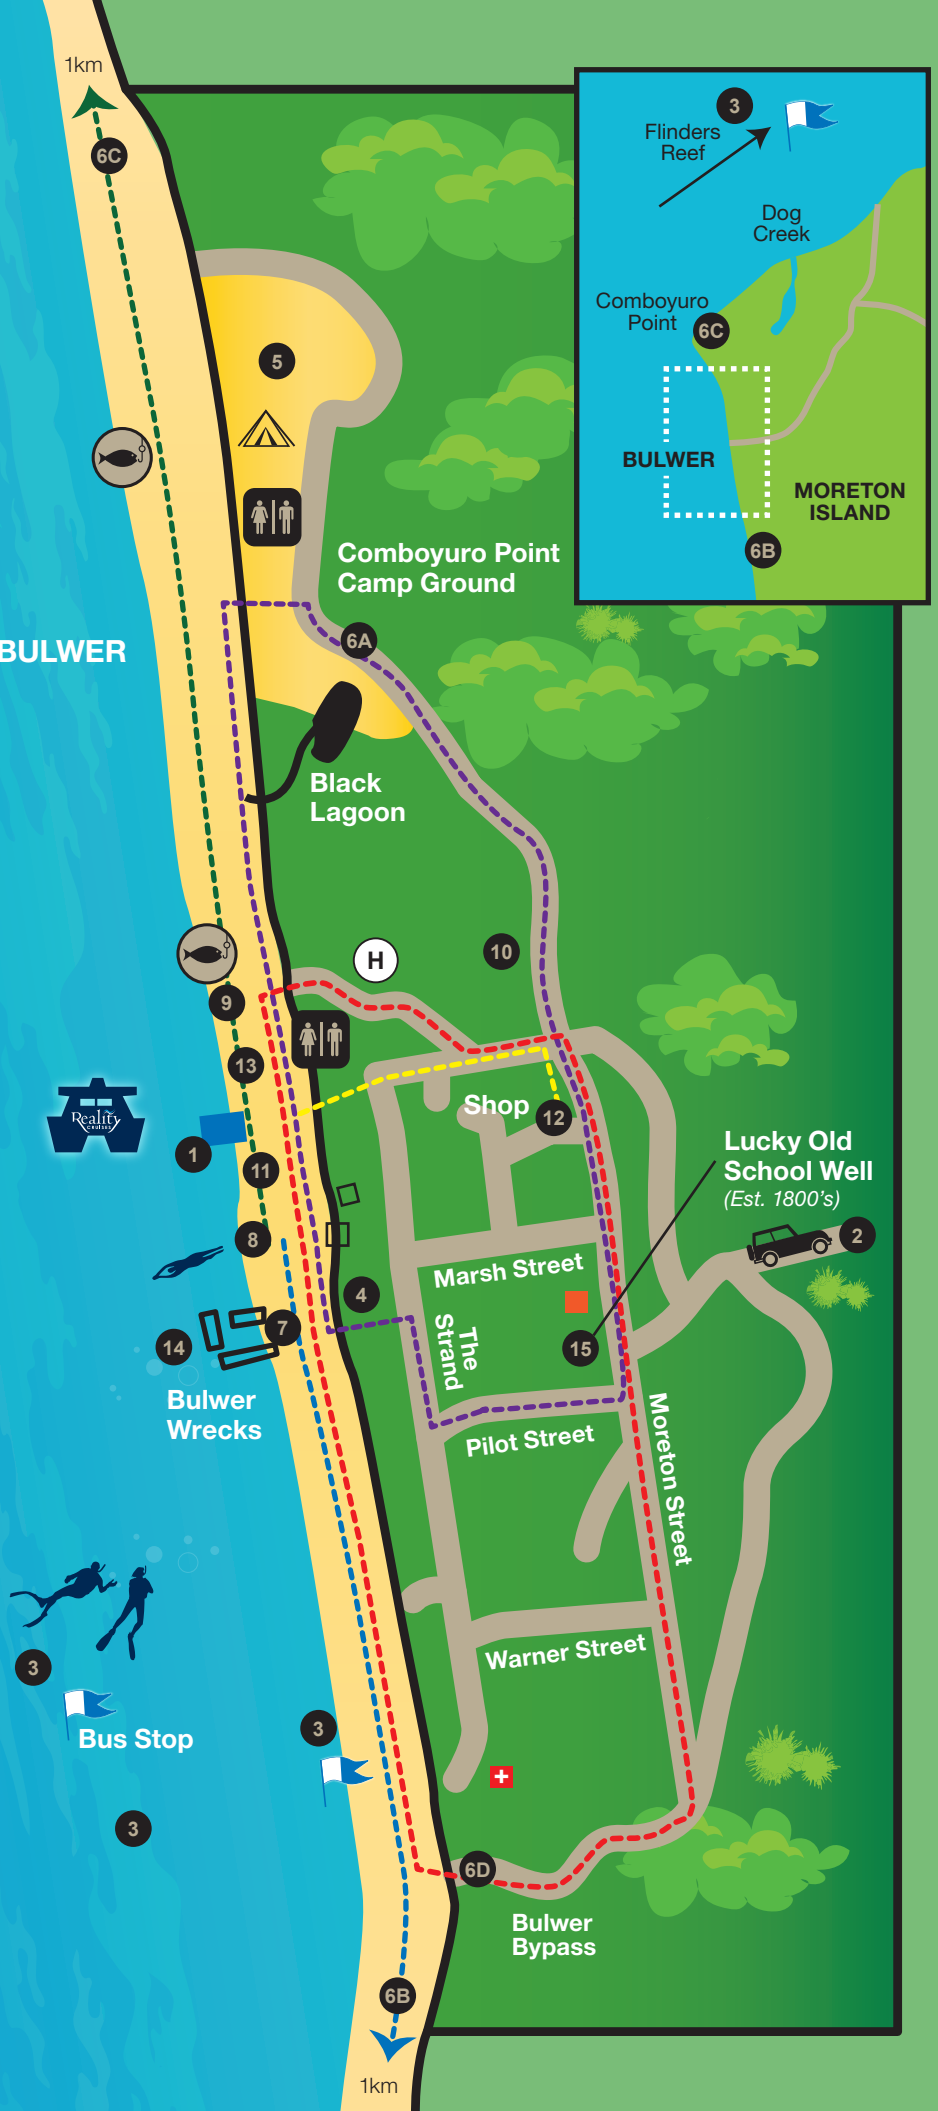 1km
6C
3
Flinders
Reef
Dog
Creek
Comboyuro
Point
6C
BULWER
MORETON
ISLAND
6B
5
Comboyuro Point
Camp Ground
6A
BULWER
Black
Lagoon
H
10
9
13
Shop
12
Reality
CRUISES
1
11
Lucky Old
School Well
(Est. 1800's)
2
8
Marsh Street
4
The
Strand
7
14
15
Bulwer
Wrecks
Pilot Street
Moreton Street
Warner Street
3
Bus Stop
3
3
6D
Bulwer
Bypass
6B
1km